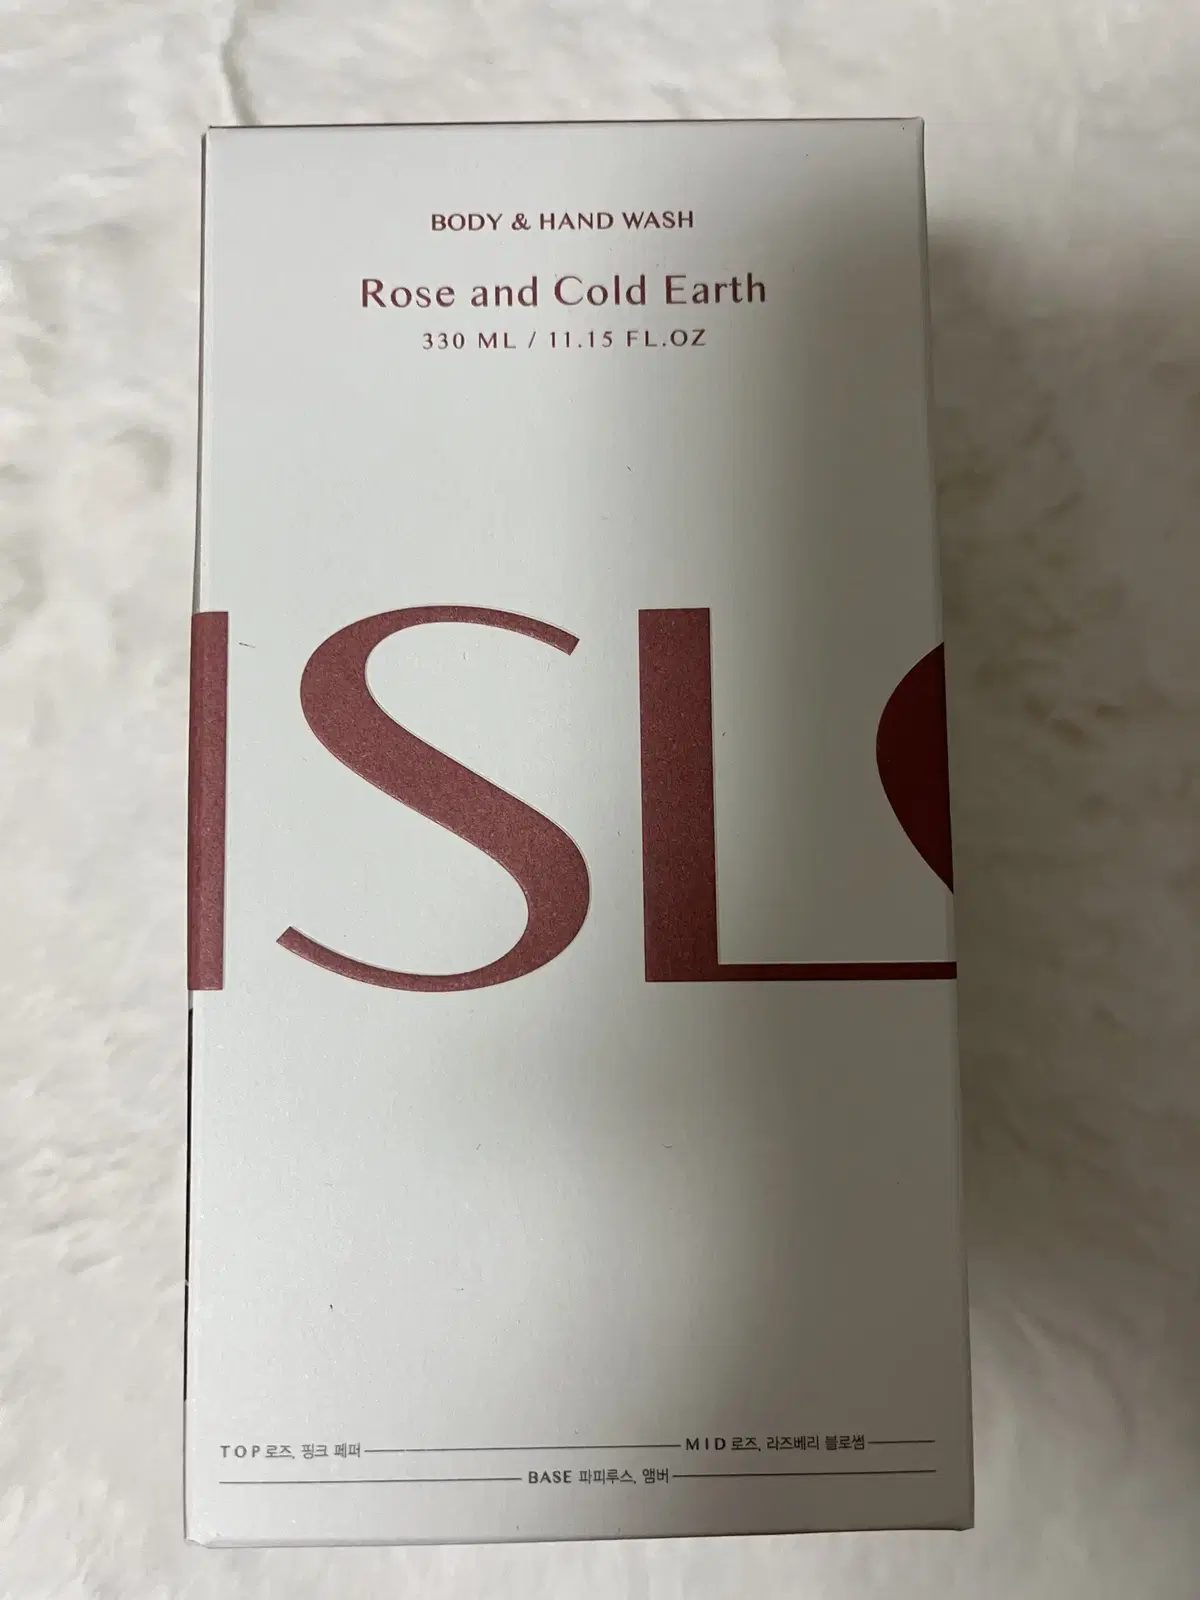 BODY & HAND WASH
Rose and Cold Earth
330 ML / 11.15 FL.OZ
ISL
TOP 로즈, 핑크 페퍼 MID 로즈, 라즈베리 블로썸
BASE 파피루스, 앰버